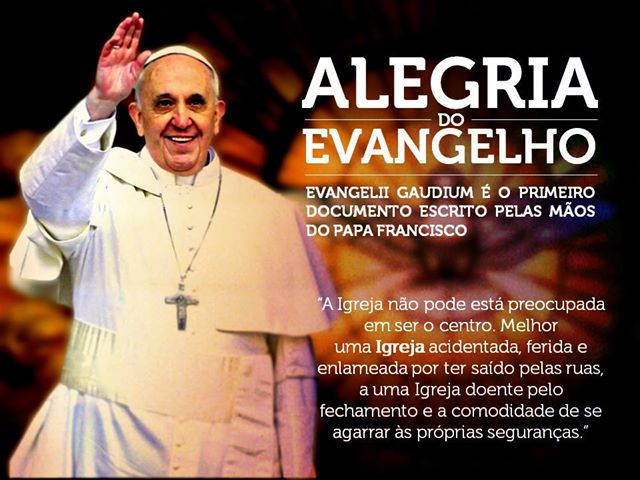 ALEGRIA
DO
EVANGELHO
EVANGELII GAUDIUM É O PRIMEIRO
DOCUMENTO ESCRITO PELAS MÃOS
DO PAPA FRANCISCO
“A Igreja não pode está preocupada
em ser o centro. Melhor
uma Igreja acidentada, ferida e
enlameada por ter saído pelas ruas,
a uma Igreja doente pelo
fechamento e a comodidade de se
agarrar às próprias seguranças.”